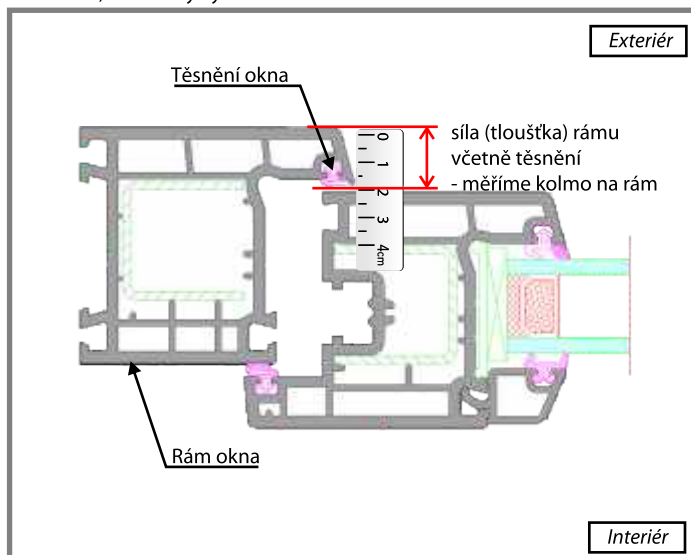 Exteriér
Těsnění okna
síla (tloušťka) rámu
včetně těsnění
- měříme kolmo na rám
0
1
2
3
4cm
Rám okna
Interiér